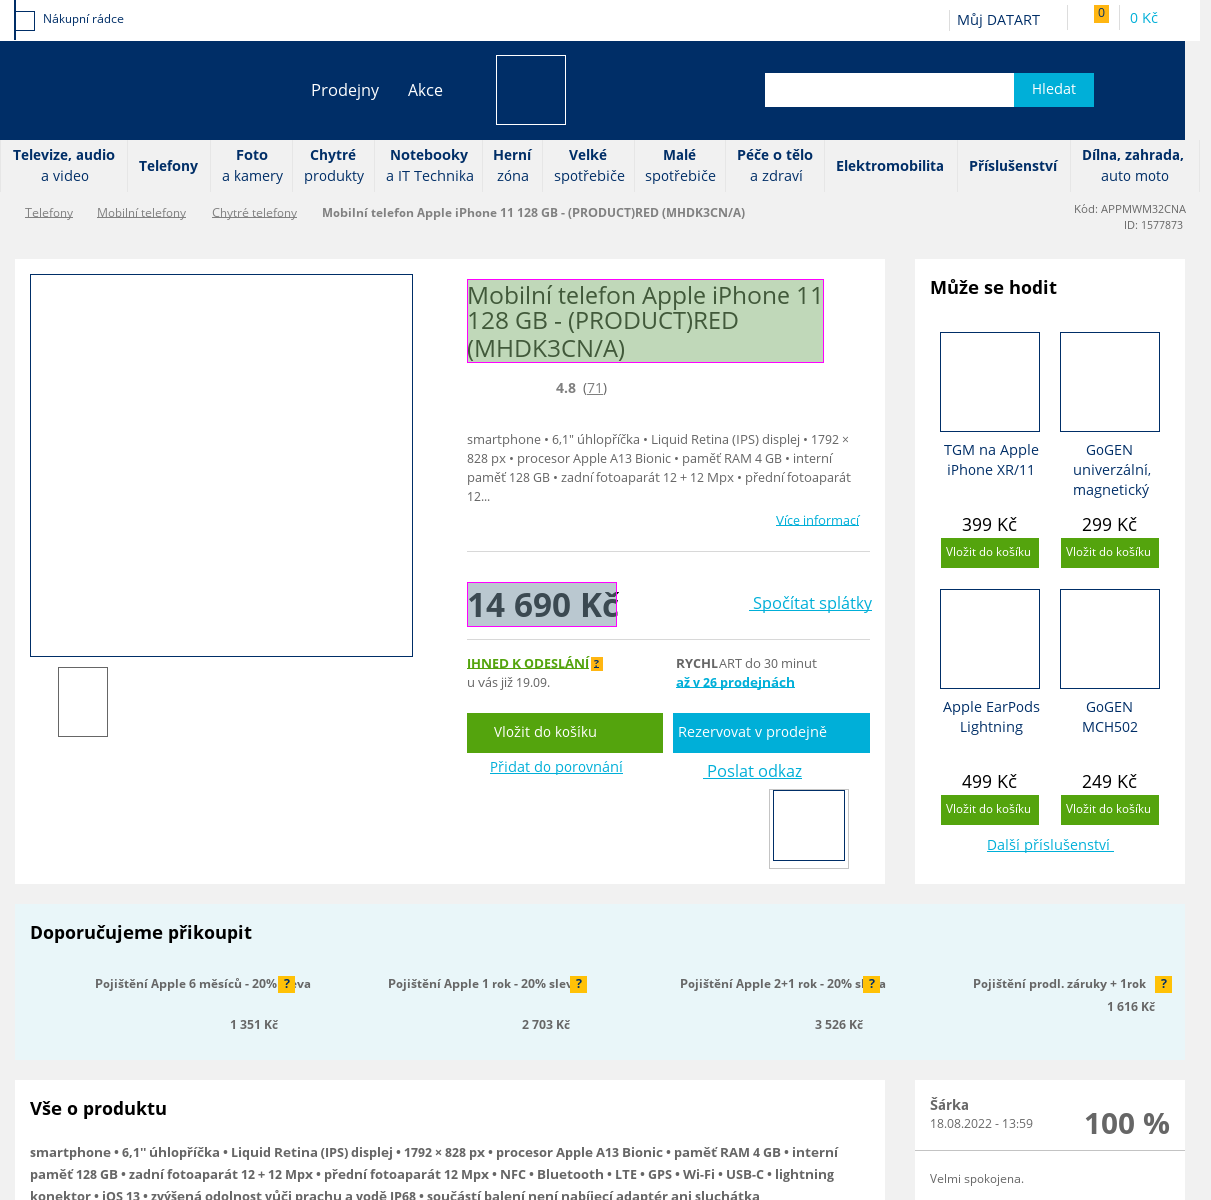 Nákupní rádce
Můj DATART
0
0 Kč
Prodejny
Akce
Hledat
Televize, audio
a video
Telefony
Foto
a kamery
Chytré
produkty
Notebooky
a IT Technika
Herní
zóna
Velké
spotřebiče
Malé
spotřebiče
Péče o tělo
a zdraví
Elektromobilita
Příslušenství
Dílna, zahrada,
auto moto
Telefony
Mobilní telefony
Chytré telefony
Mobilní telefon Apple iPhone 11 128 GB - (PRODUCT)RED (MHDK3CN/A)
Kód: APPMWM32CNA
ID: 1577873
Mobilní telefon Apple iPhone 11
128 GB - (PRODUCT)RED
(MHDK3CN/A)
4.8 (71)
smartphone • 6,1" úhlopříčka • Liquid Retina (IPS) displej • 1792 ×
828 px • procesor Apple A13 Bionic • paměť RAM 4 GB • interní
paměť 128 GB • zadní fotoaparát 12 + 12 Mpx • přední fotoaparát
12...
Více informací
14 690 Kč
Spočítat splátky
IHNED K ODESLÁNÍ ?
u vás již 19.09.
RYCHLART do 30 minut
až v 26 prodejnách
Vložit do košíku
Rezervovat v prodejně
Přidat do porovnání
Poslat odkaz
Může se hodit
TGM na Apple
iPhone XR/11
399 Kč
Vložit do košíku
GoGEN
univerzální,
magnetický
299 Kč
Vložit do košíku
Apple EarPods
Lightning
499 Kč
Vložit do košíku
GoGEN
MCH502
249 Kč
Vložit do košíku
Další příslušenství
Doporučujeme přikoupit
Pojištění Apple 6 měsíců - 20% ?eva
1 351 Kč
Pojištění Apple 1 rok - 20% slev?
2 703 Kč
Pojištění Apple 2+1 rok - 20% sl?a
3 526 Kč
Pojištění prodl. záruky + 1rok ?
1 616 Kč
Vše o produktu
smartphone • 6,1'' úhlopříčka • Liquid Retina (IPS) displej • 1792 × 828 px • procesor Apple A13 Bionic • paměť RAM 4 GB • interní
paměť 128 GB • zadní fotoaparát 12 + 12 Mpx • přední fotoaparát 12 Mpx • NFC • Bluetooth • LTE • GPS • Wi-Fi • USB-C • lightning
konektor • iOS 13 • zvýšená odolnost vůči prachu a vodě IP68 • součástí balení není nabíjecí adaptér ani sluchátka
Šárka
18.08.2022 - 13:59
100 %
Velmi spokojena.